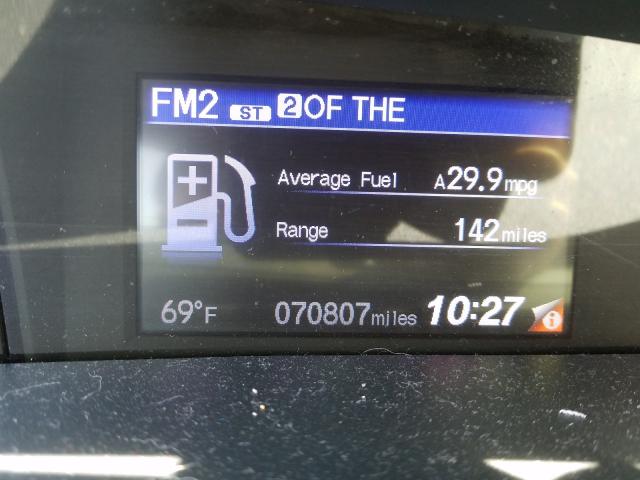 FM2 ST 2 OF THE
Average Fuel A29.9mpg
Range 142miles
69°F 070807miles 10:27 i